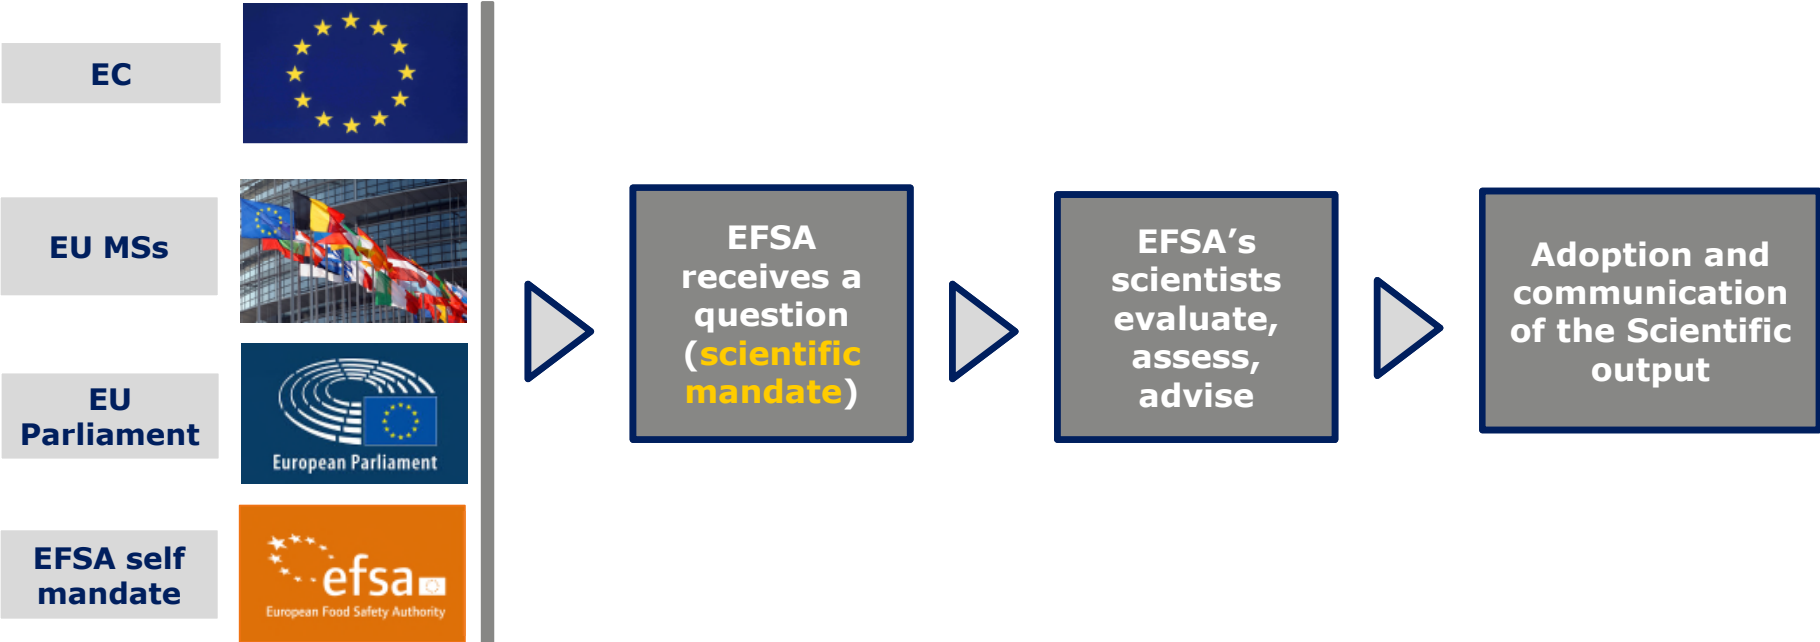 EC
EU MSs
EU
Parliament
European Parliament
EFSA self
mandate
efsa
European Food Safety Authority
EFSA
receives a
question
(scientific
mandate)
EFSA’s
scientists
evaluate,
assess,
advise
Adoption and
communication
of the Scientific
output